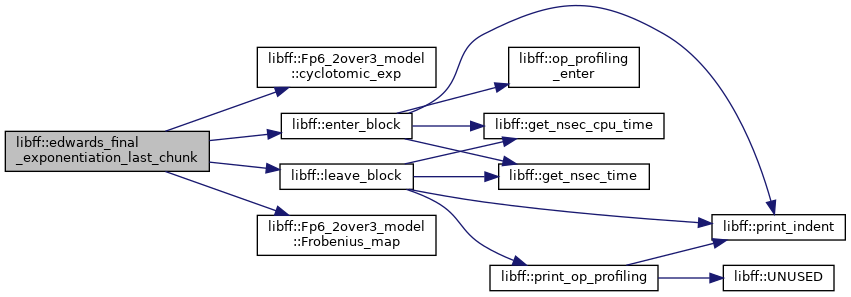 libff::edwards_final
_exponentiation_last_chunk
libff::Fp6_2over3_model
::cyclotomic_exp
libff::enter_block
libff::leave_block
libff::Fp6_2over3_model
::Frobenius_map
libff::op_profiling
_enter
libff::get_nsec_cpu_time
libff::get_nsec_time
libff::print_op_profiling
libff::print_indent
libff::UNUSED